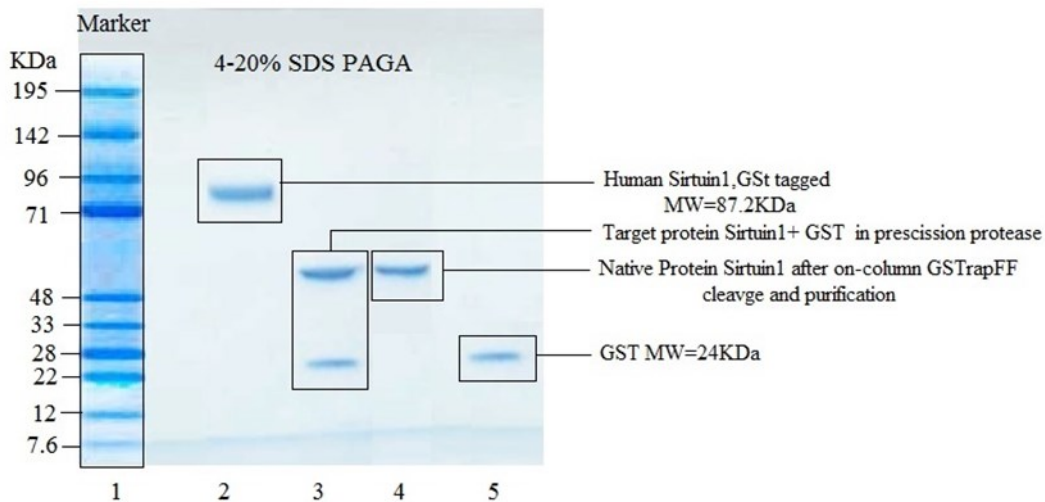 Marker
KDa
4-20% SDS PAGA
195
142
96
71
48
33
28
22
12
7.6
Human Sirtuin1,GSt tagged
MW=87.2KDa
Target protein Sirtuin1+ GST in prescission protease
Native Protein Sirtuin1 after on-column GSTrapFF
cleavge and purification
GST MW=24KDa
1 2 3 4 5